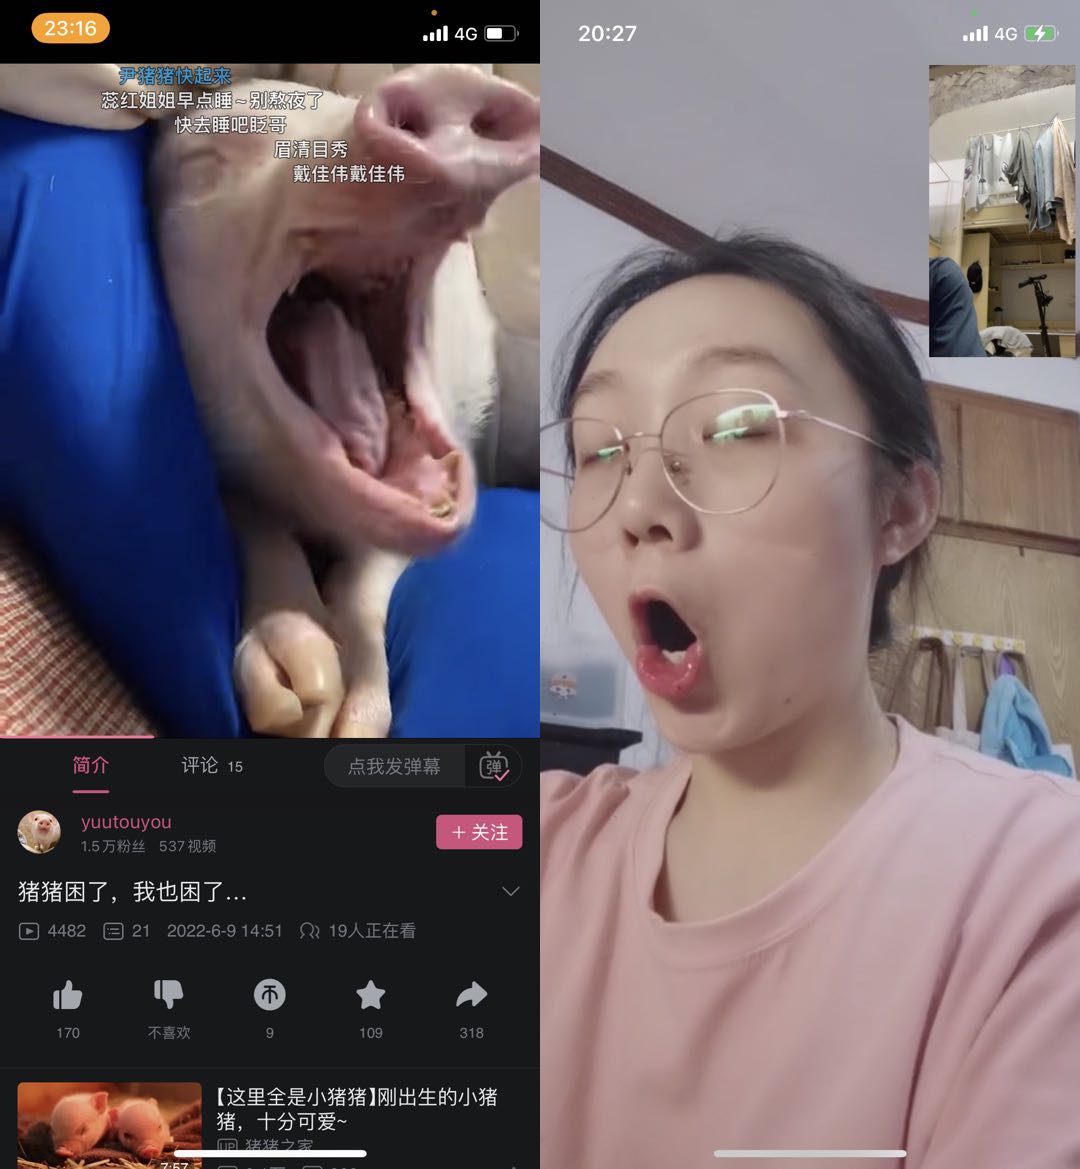 23:16
4G
尹猪猪快起来
蕊红姐姐早点睡~别熬夜了
快去睡吧眨哥
眉清目秀
戴佳伟戴佳伟
简介
评论 15
点我发弹幕
弹
yuutouyou
1.5万粉丝 537视频
+ 关注
猪猪困了，我也困了...
4482 21 2022-6-9 14:51 19人正在看
170
不喜欢
9
109
318
【这里全是小猪猪】刚出生的小猪
猪，十分可爱~
UP 猪猪之家
7:57
20:27
4G